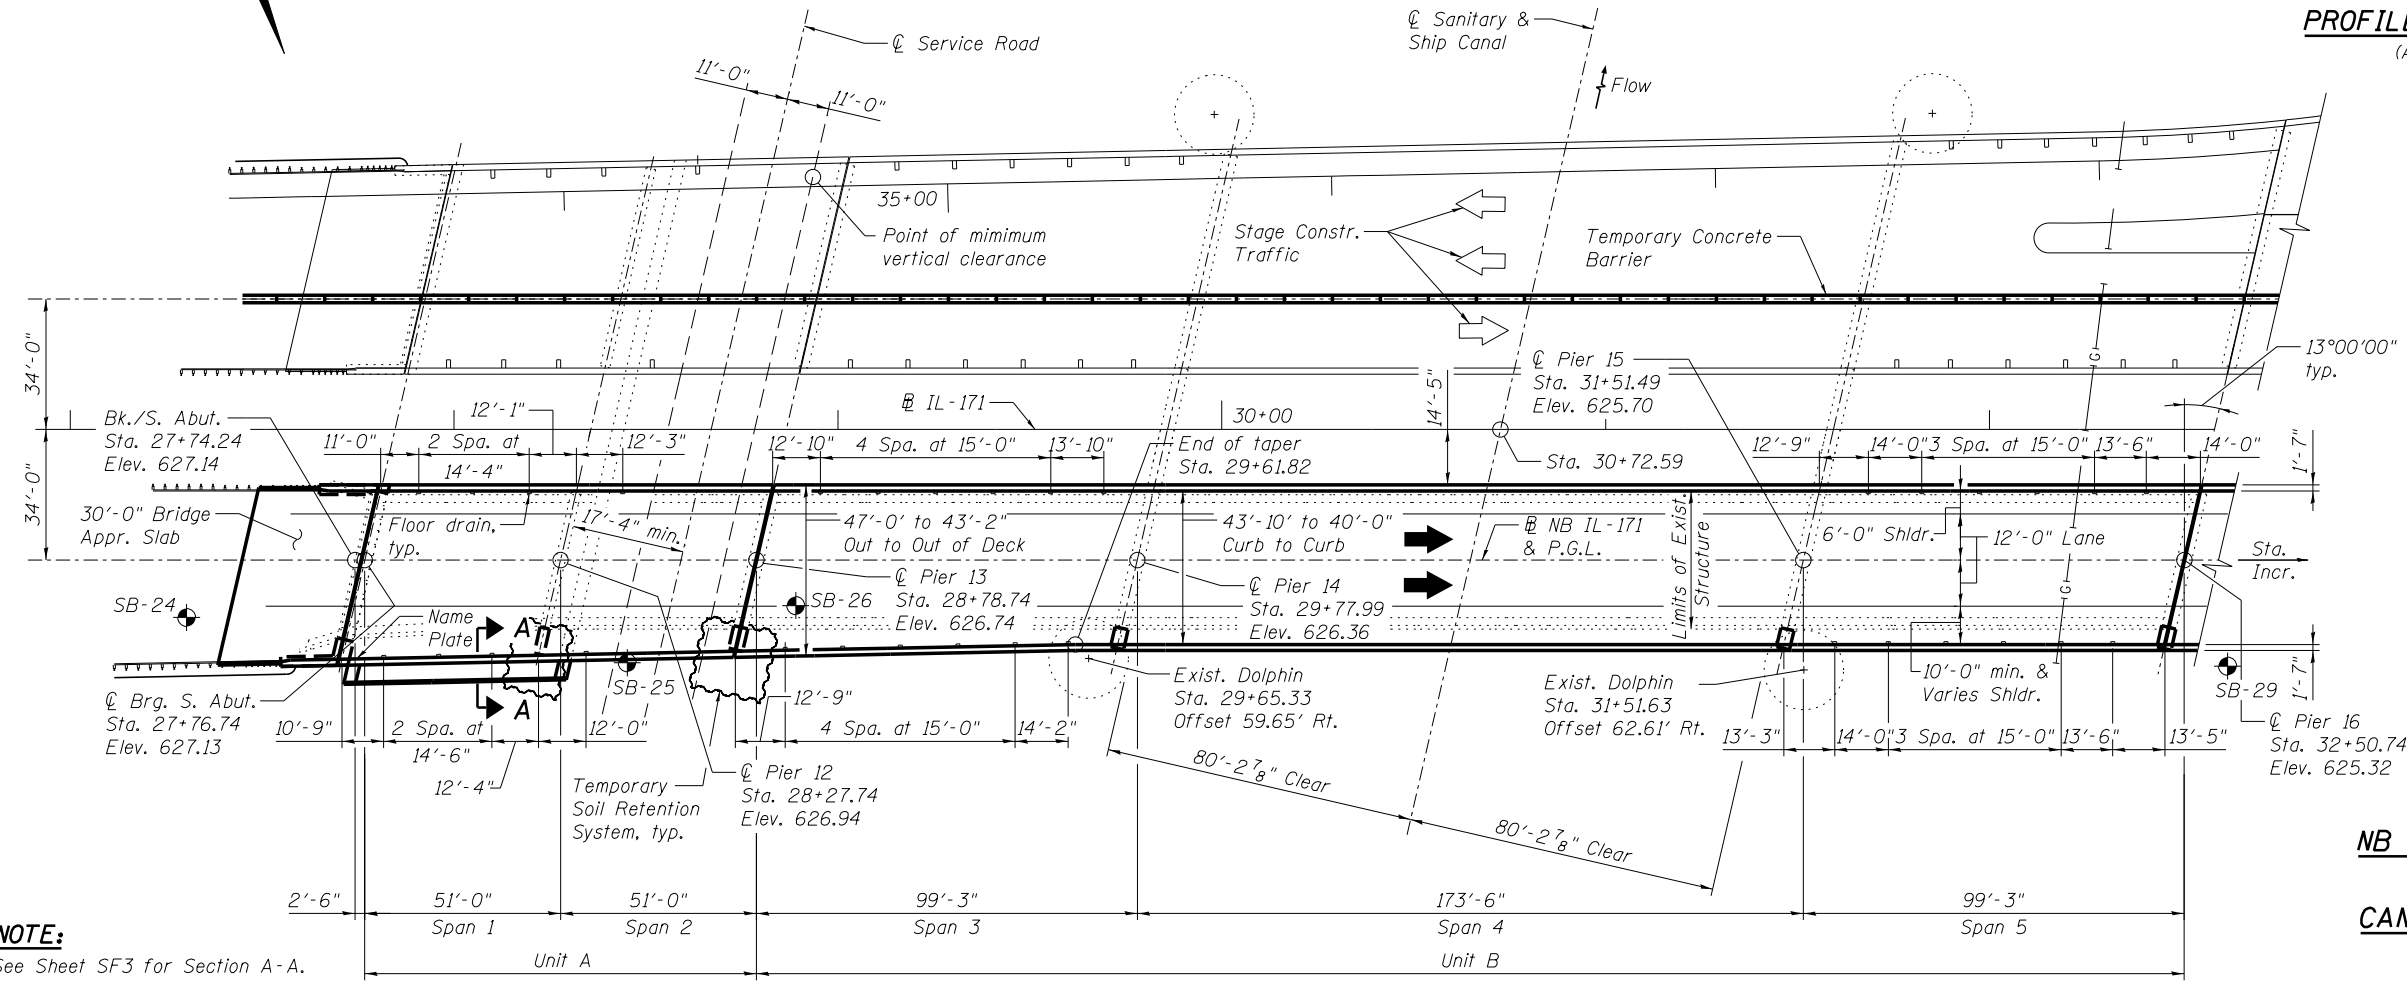 PROFILE
(A
℄ Service Road
℄ Sanitary &
Ship Canal
Flow
11'-0"
11'-0"
35+00
Point of mimimum
vertical clearance
Stage Constr.
Traffic
Temporary Concrete
Barrier
34'-0"
34'-0"
13°00'00"
typ.
℄ Pier 15
Sta. 31+51.49
Elev. 625.70
14'-5"
Bk./S. Abut.
Sta. 27+74.24
Elev. 627.14
12'-1"
11'-0"
2 Spa. at
14'-4"
12'-3"
IL-171
30+00
12'-10"
4 Spa. at 15'-0"
13'-10"
End of taper
Sta. 29+61.82
Sta. 30+72.59
12'-9"
14'-0"
3 Spa. at 15'-0"
13'-6"
14'-0"
1'-7"
30'-0" Bridge
Appr. Slab
Floor drain,
typ.
17'-4" min.
47'-0' to 43'-2"
Out to Out of Deck
43'-10' to 40'-0"
Curb to Curb
NB IL-171
& P.G.L.
Limits of Exist.
Structure
6'-0" Shldr.
12'-0" Lane
G
G
Sta.
Incr.
SB-24
Name
Plate
A
A
SB-25
SB-26
℄ Pier 13
Sta. 28+78.74
Elev. 626.74
℄ Pier 14
Sta. 29+77.99
Elev. 626.36
Exist. Dolphin
Sta. 29+65.33
Offset 59.65' Rt.
Exist. Dolphin
Sta. 31+51.63
Offset 62.61' Rt.
10'-0" min. &
Varies Shldr.
1'-7"
SB-29
℄ Brg. S. Abut.
Sta. 27+76.74
Elev. 627.13
10'-9"
2 Spa. at
14'-6"
12'-4"
12'-0"
12'-9"
4 Spa. at 15'-0"
14'-2"
13'-3"
14'-0"
3 Spa. at 15'-0"
13'-6"
13'-5"
℄ Pier 16
Sta. 32+50.74
Elev. 625.32
Temporary
Soil Retention
System, typ.
℄ Pier 12
Sta. 28+27.74
Elev. 626.94
80'-2⅞" Clear
80'-2⅞" Clear
NB
2'-6"
51'-0"
51'-0"
99'-3"
173'-6"
99'-3"
Span 1
Span 2
Span 3
Span 4
Span 5
CAN
NOTE:
See Sheet SF3 for Section A-A.
Unit A
Unit B